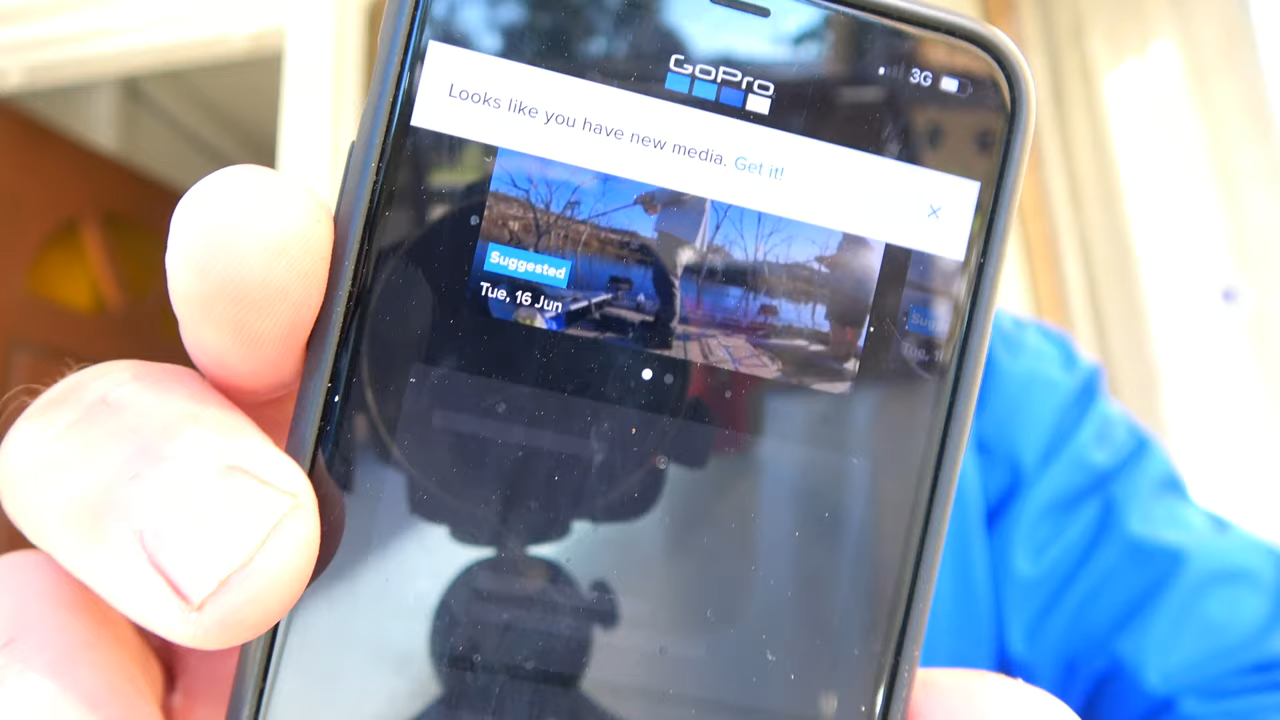 GoPro
3G
Looks like you have new media. Get it!
Suggested
Tue, 16 Jun